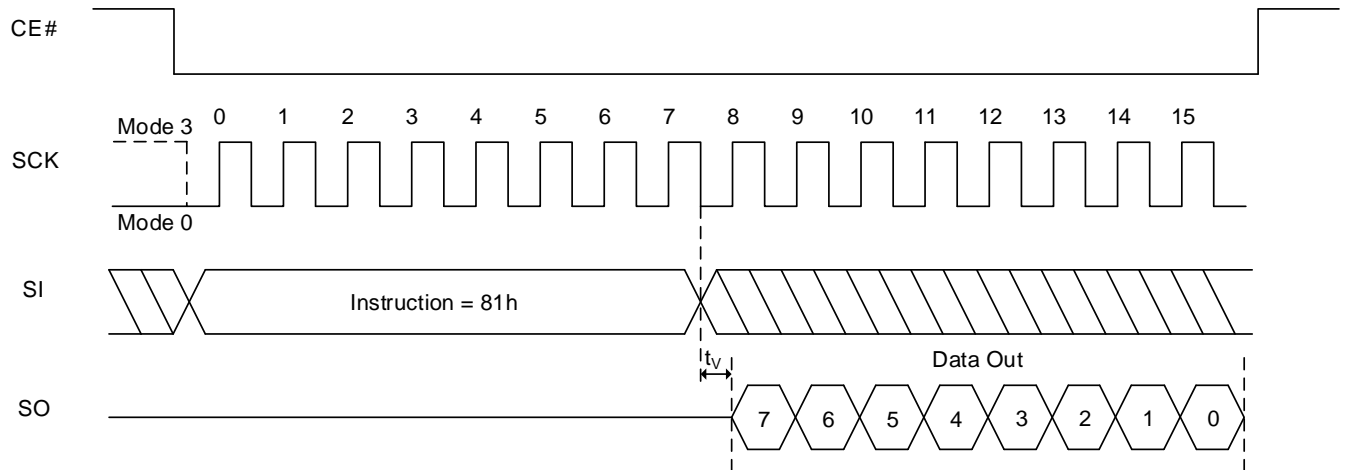 CE#
Mode 3 0 1 2 3 4 5 6 7 8 9 10 11 12 13 14 15
SCK
Mode 0
SI
Instruction = 81h
tV Data Out
SO
7 6 5 4 3 2 1 0